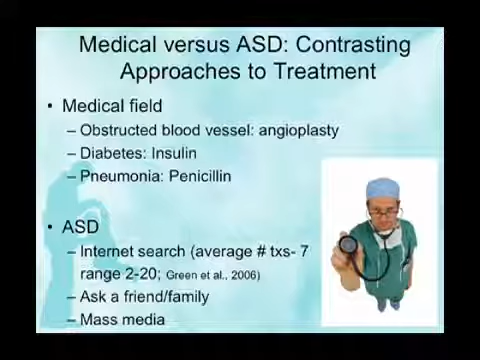 Medical versus ASD: Contrasting
Approaches to Treatment
• Medical field
– Obstructed blood vessel: angioplasty
– Diabetes: Insulin
– Pneumonia: Penicillin
• ASD
– Internet search (average # txs- 7
range 2-20; Green et al., 2006)
– Ask a friend/family
– Mass media